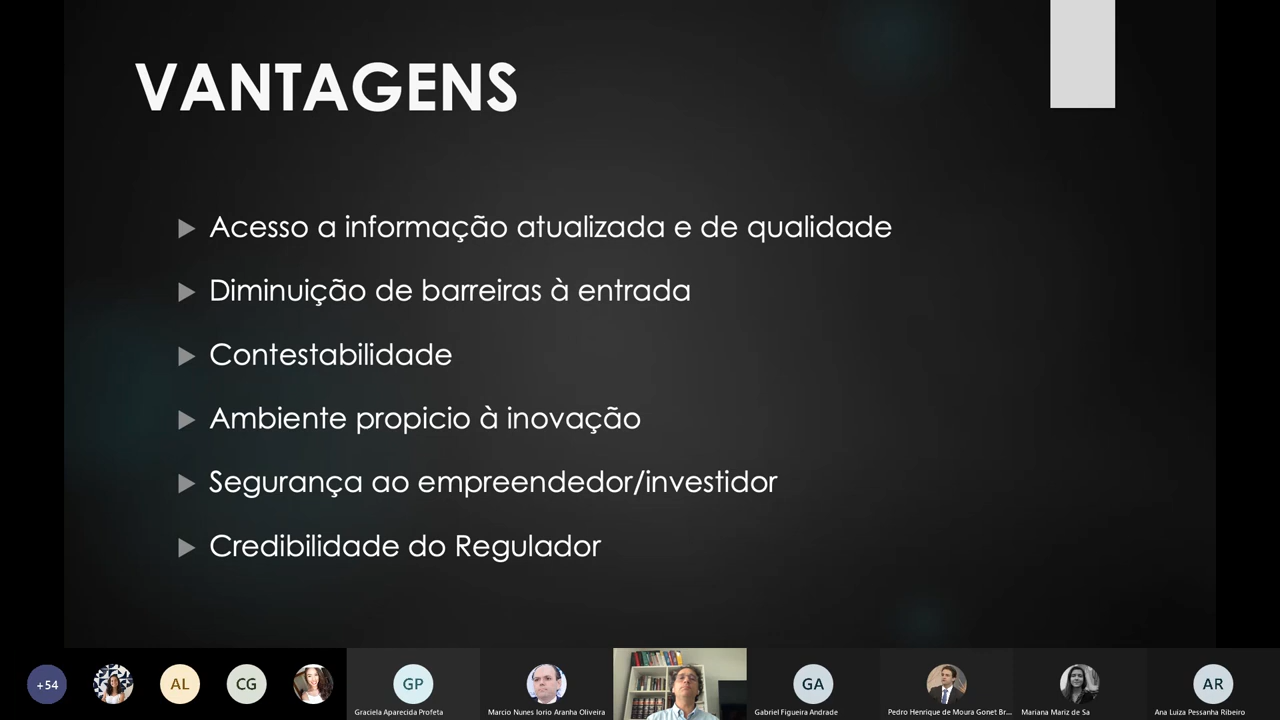 VANTAGENS
Acesso a informação atualizada e de qualidade
Diminuição de barreiras à entrada
Contestabilidade
Ambiente propicio à inovação
Segurança ao empreendedor/investidor
Credibilidade do Regulador
+54
AL
CG
GP
GA
AR
Graciela Aparecida Profeta
Marcio Nunes Iorio Aranha Oliveira
Gabriel Figueira Andrade
Pedro Henrique de Moura Gonet Br...
Mariana Mariz de Sa
Ana Luiza Pessanha Ribeiro